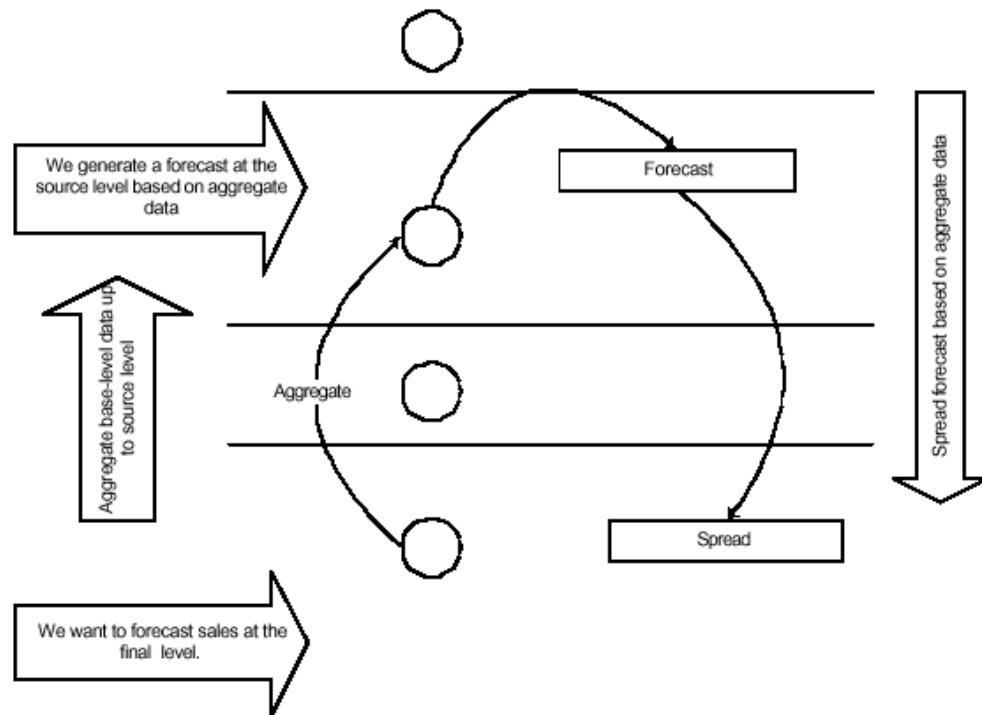 We generate a forecast at the
source level based on aggregate
data
Forecast
Aggregate base-level data up
to source level
Aggregate
Spread forecast based on aggregate data
Spread
We want to forecast sales at the
final level.